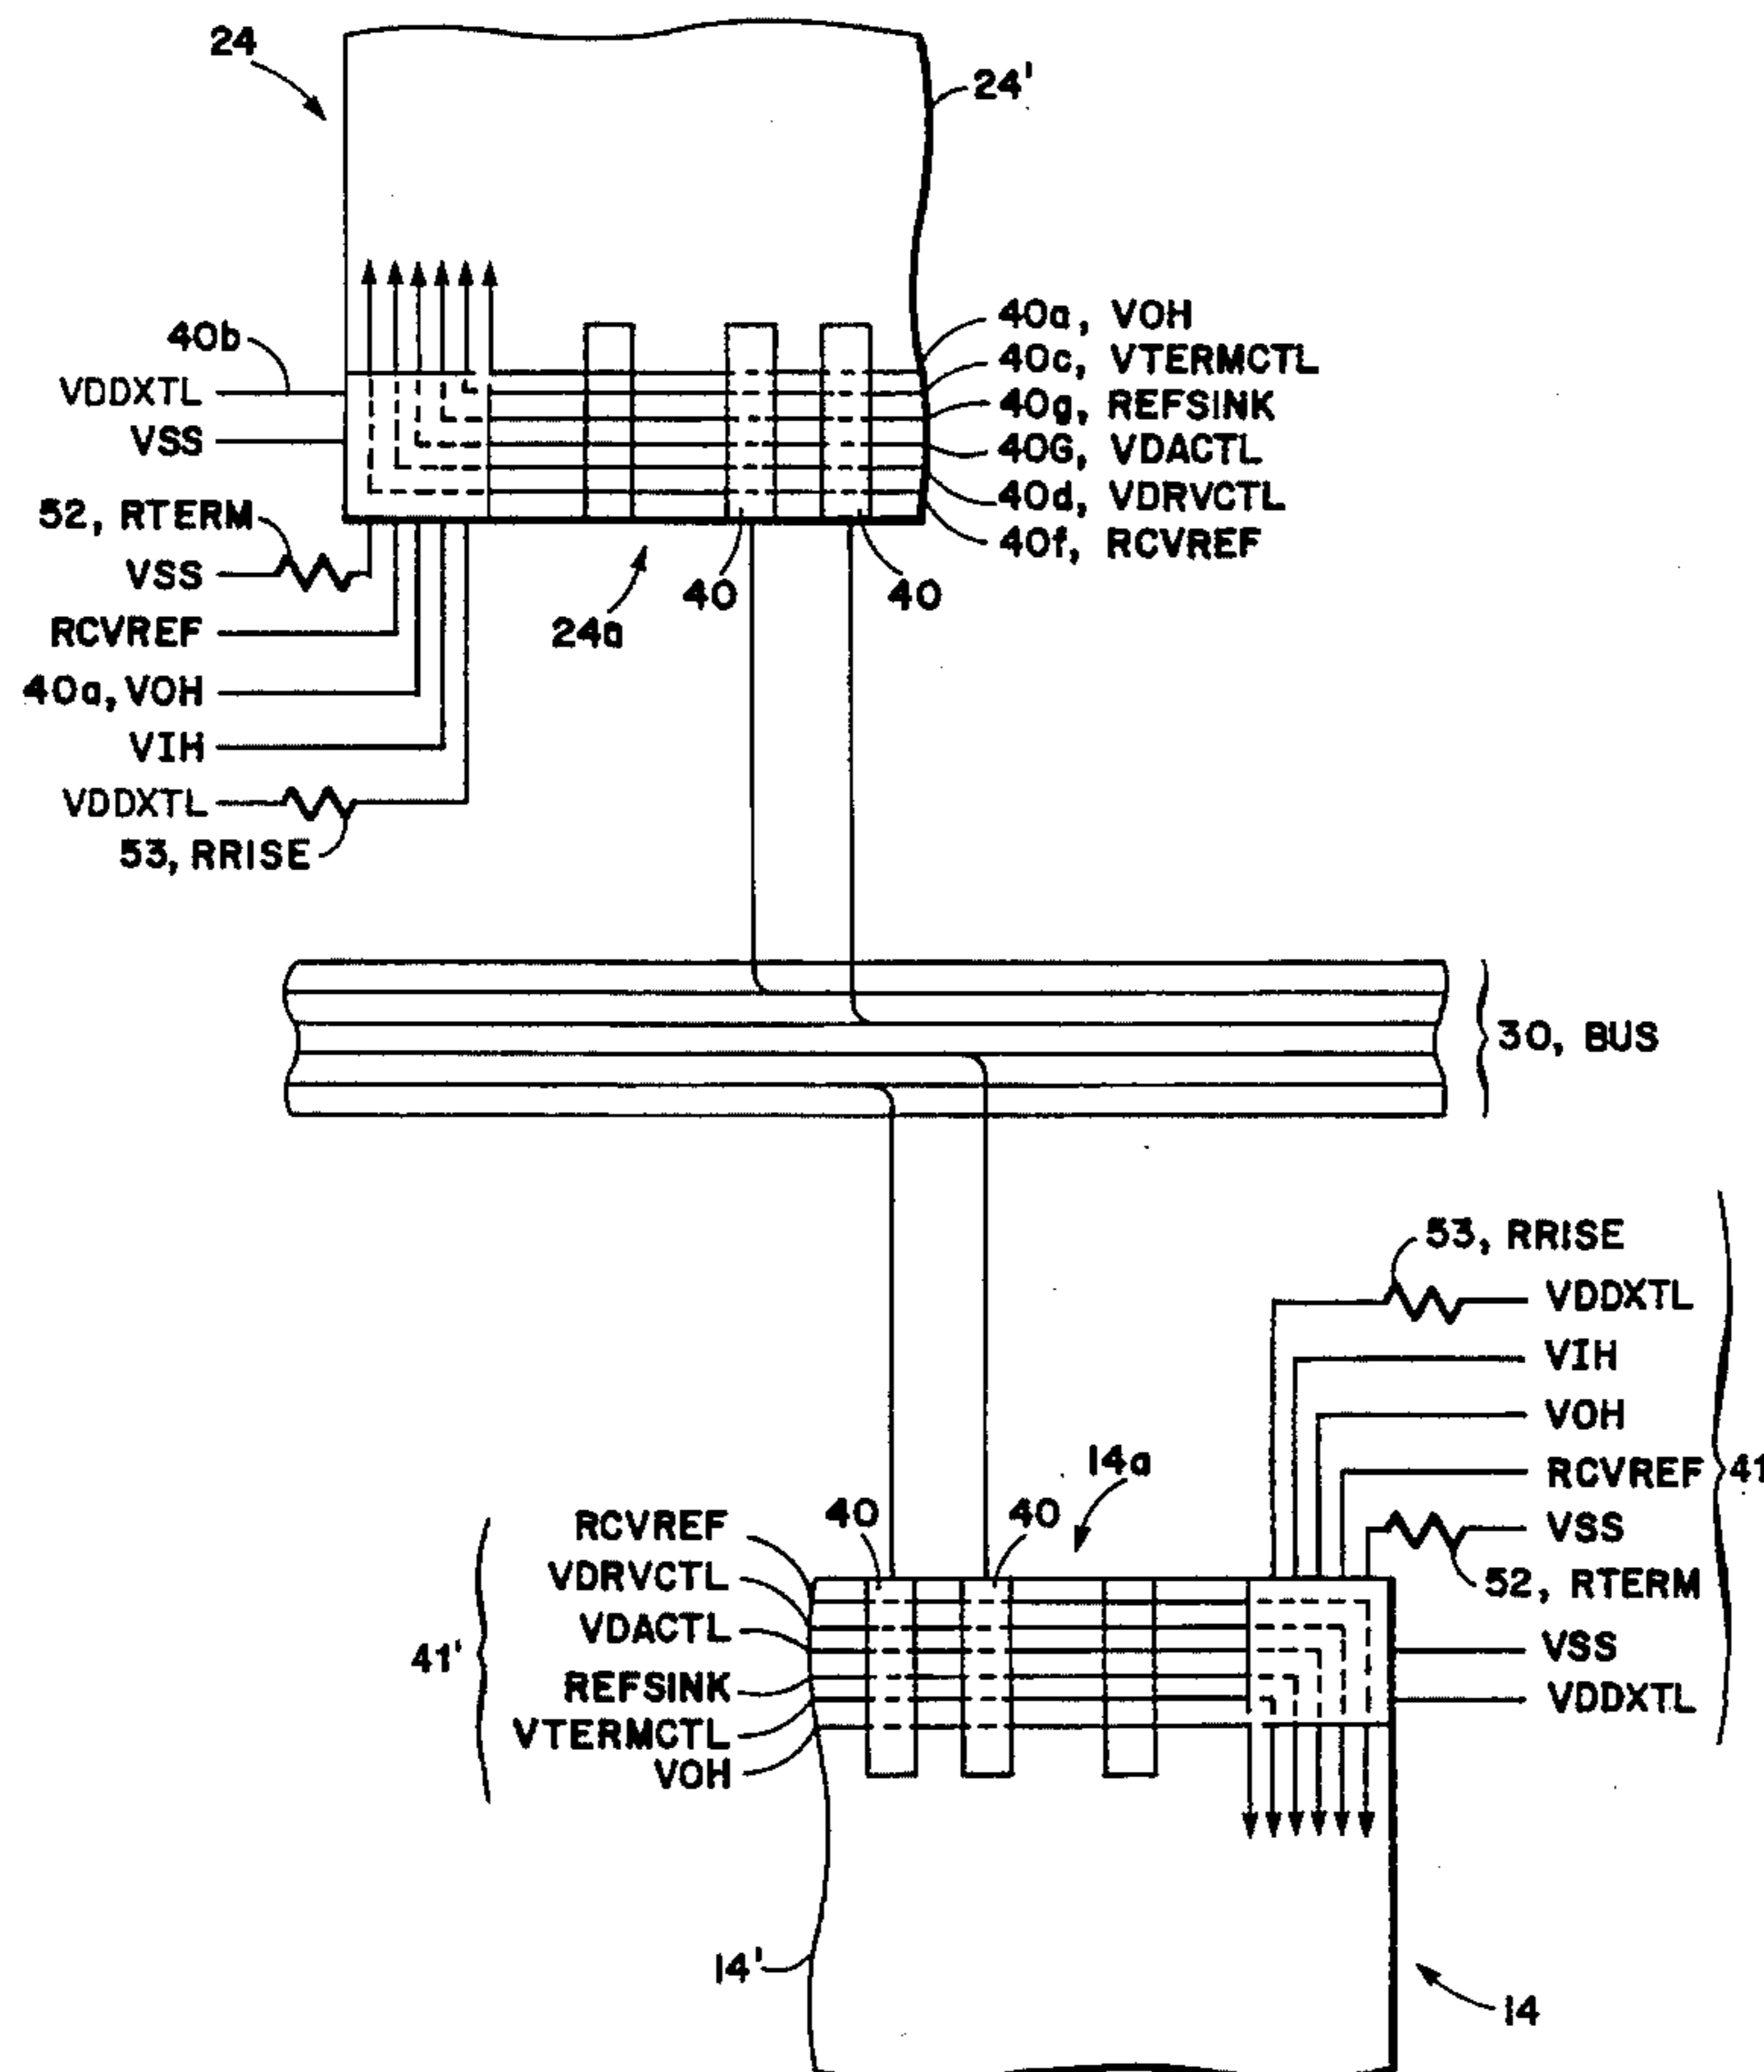 24
24'
40b
VDDXTL
VSS
40a, VOH
40c, VTERMCTL
40g, REFSINK
40G, VDACTL
40d, VDRVCTL
40f, RCVREF
52, RTERM
VSS
RCVREF
40a, VOH
VIH
VDDXTL
53, RRISE
24a
40
40
30, BUS
53, RRISE
VDDXTL
VIH
VOH
RCVREF
VSS
52, RTERM
VSS
VDDXTL
41
14a
40
40
RCVREF
VDRVCTL
VDACTL
REFSINK
VTERMCTL
VOH
41'
14'
14